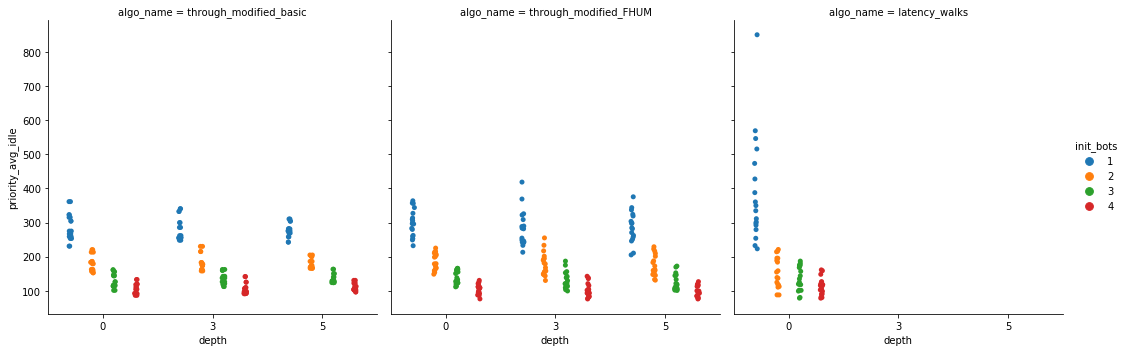 algo_name = through_modified_basic
algo_name = through_modified_FHUM
algo_name = latency_walks
priority_avg_idle
800
700
600
500
400
300
200
100
0
3
5
depth
0
3
5
depth
0
3
5
depth
init_bots
1
2
3
4